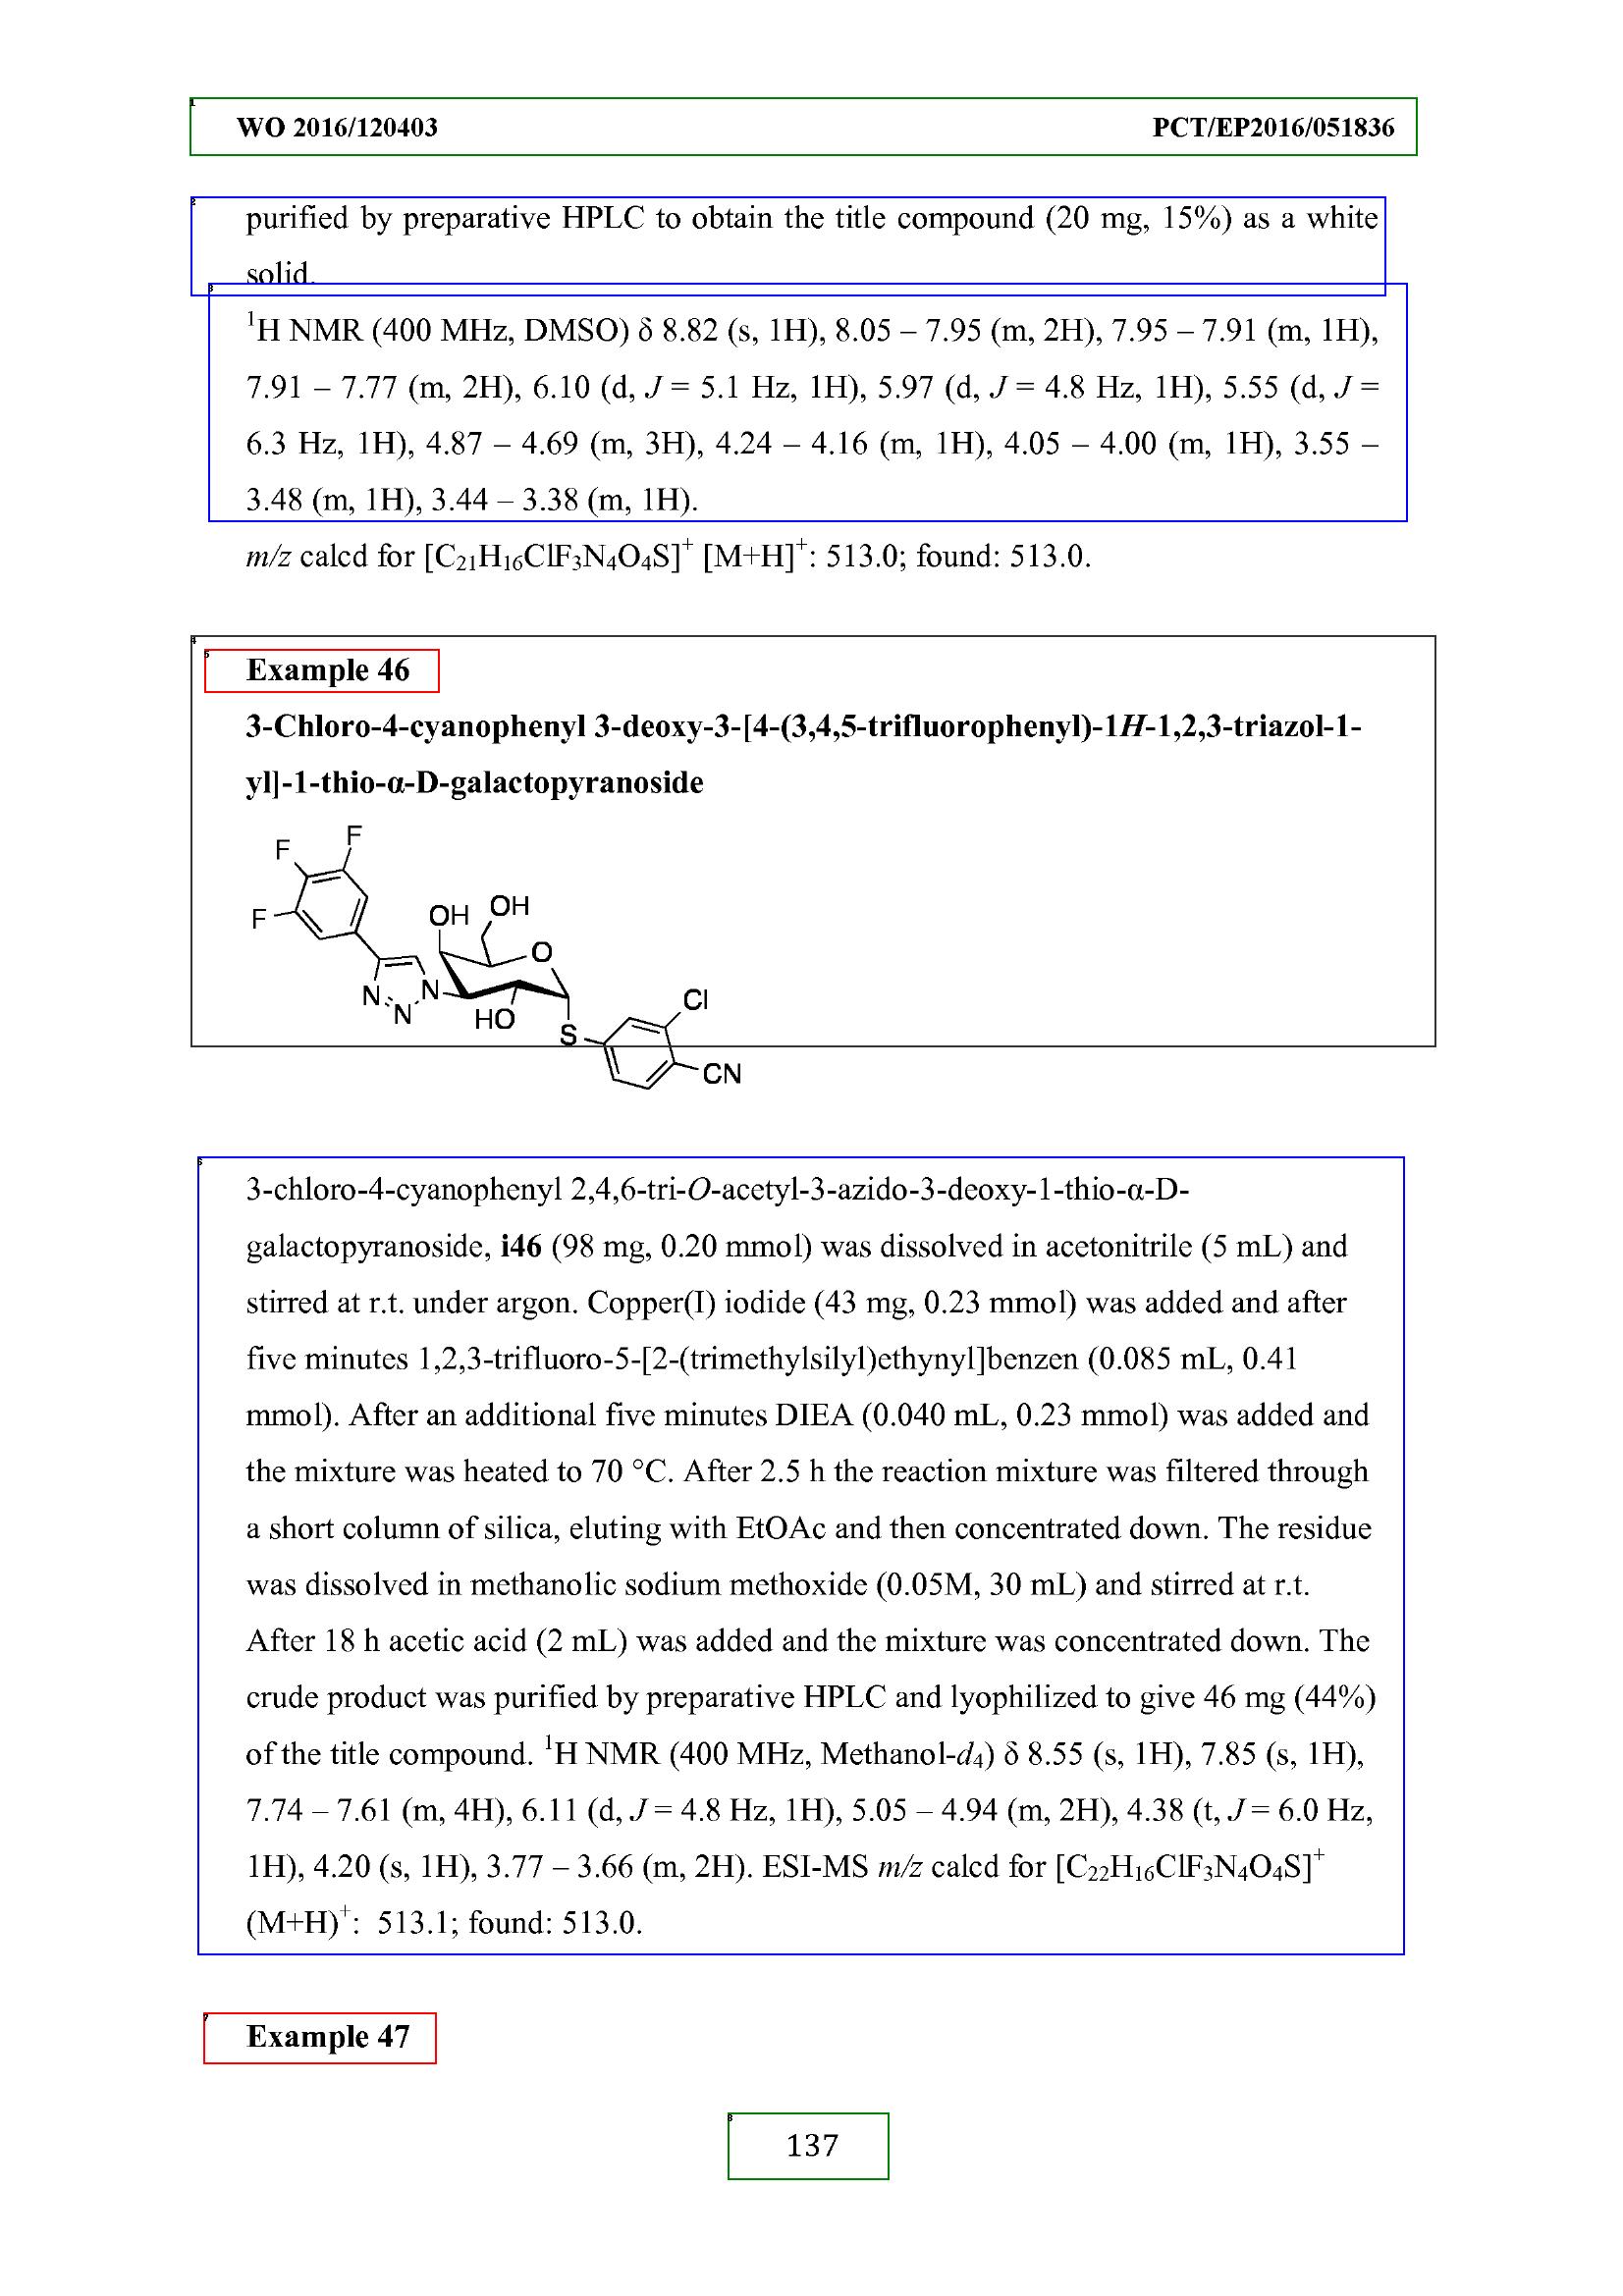 WO 2016/120403 PCT/EP2016/051836
purified by preparative HPLC to obtain the title compound (20 mg, 15%) as a white
solid.
¹H NMR (400 MHz, DMSO) δ 8.82 (s, 1H), 8.05 – 7.95 (m, 2H), 7.95 – 7.91 (m, 1H),
7.91 – 7.77 (m, 2H), 6.10 (d, J = 5.1 Hz, 1H), 5.97 (d, J = 4.8 Hz, 1H), 5.55 (d, J =
6.3 Hz, 1H), 4.87 – 4.69 (m, 3H), 4.24 – 4.16 (m, 1H), 4.05 – 4.00 (m, 1H), 3.55 –
3.48 (m, 1H), 3.44 – 3.38 (m, 1H).
m/z calcd for [C₂₁H₁₆ClF₃N₄O₄S]⁺ [M+H]⁺: 513.0; found: 513.0.
Example 46
3-Chloro-4-cyanophenyl 3-deoxy-3-[4-(3,4,5-trifluorophenyl)-1H-1,2,3-triazol-1-
yl]-1-thio-α-D-galactopyranoside
F
F
F
OH
OH
O
N
N
N
HO
S
Cl
CN
3-chloro-4-cyanophenyl 2,4,6-tri-O-acetyl-3-azido-3-deoxy-1-thio-α-D-
galactopyranoside, i46 (98 mg, 0.20 mmol) was dissolved in acetonitrile (5 mL) and
stirred at r.t. under argon. Copper(I) iodide (43 mg, 0.23 mmol) was added and after
five minutes 1,2,3-trifluoro-5-[2-(trimethylsilyl)ethynyl]benzen (0.085 mL, 0.41
mmol). After an additional five minutes DIEA (0.040 mL, 0.23 mmol) was added and
the mixture was heated to 70 °C. After 2.5 h the reaction mixture was filtered through
a short column of silica, eluting with EtOAc and then concentrated down. The residue
was dissolved in methanolic sodium methoxide (0.05M, 30 mL) and stirred at r.t.
After 18 h acetic acid (2 mL) was added and the mixture was concentrated down. The
crude product was purified by preparative HPLC and lyophilized to give 46 mg (44%)
of the title compound. ¹H NMR (400 MHz, Methanol-d₄) δ 8.55 (s, 1H), 7.85 (s, 1H),
7.74 – 7.61 (m, 4H), 6.11 (d, J = 4.8 Hz, 1H), 5.05 – 4.94 (m, 2H), 4.38 (t, J = 6.0 Hz,
1H), 4.20 (s, 1H), 3.77 – 3.66 (m, 2H). ESI-MS m/z calcd for [C₂₂H₁₆ClF₃N₄O₄S]⁺
(M+H)⁺: 513.1; found: 513.0.
Example 47
137